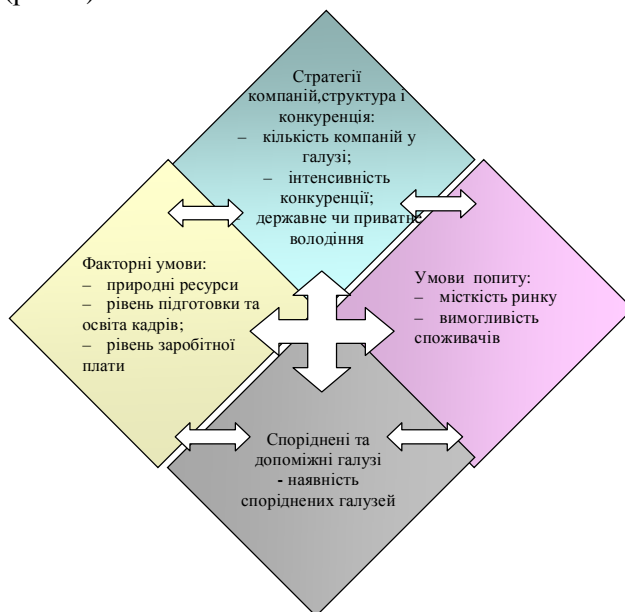 Стратегії
компаній,структура і
конкуренція:
– кількість компаній у
галузі;
– інтенсивність
конкуренції;
державне чи приватне
володіння
Факторні умови:
– природні ресурси
– рівень підготовки та
освіта кадрів;
– рівень заробітної
плати
Умови попиту:
– місткість ринку
– вимогливість
споживачів
Споріднені та
допоміжні галузі
- наявність
споріднених галузей